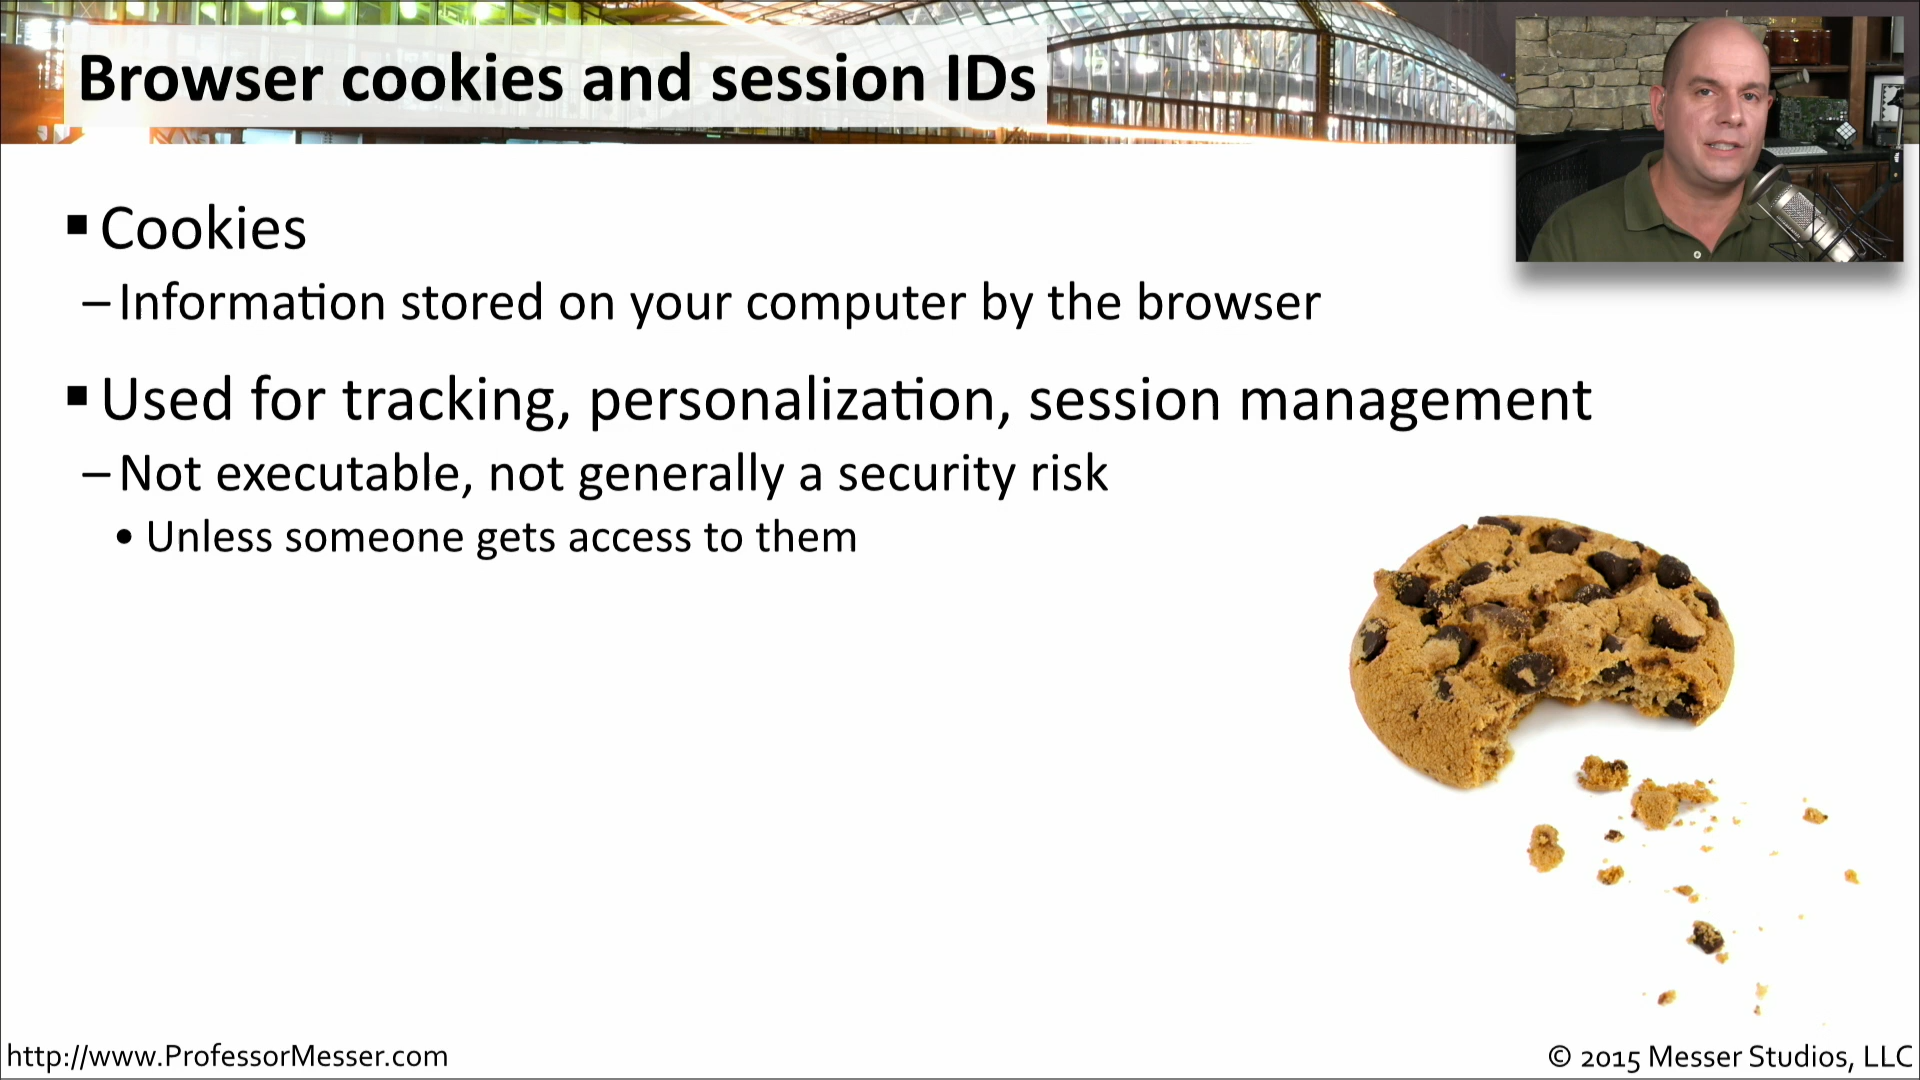 Browser cookies and session IDs
▪ Cookies
– Information stored on your computer by the browser
▪ Used for tracking, personalization, session management
– Not executable, not generally a security risk
• Unless someone gets access to them
http://www.ProfessorMesser.com
© 2015 Messer Studios, LLC